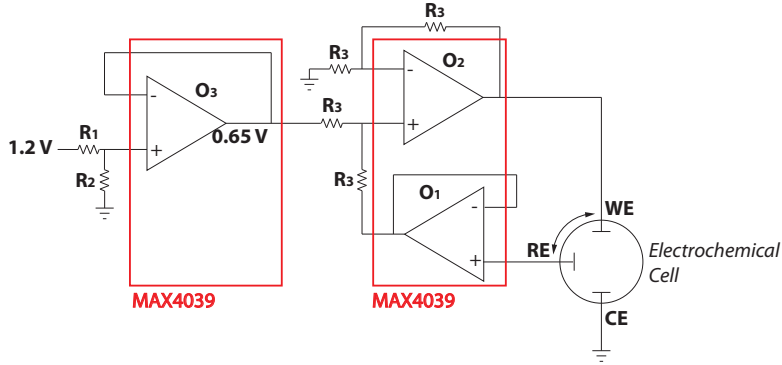 R3
R3
O2
-
+
O3
-
+
R3
R1
1.2 V
0.65 V
R2
R3
O1
-
+
WE
RE
Electrochemical
Cell
CE
MAX4039
MAX4039